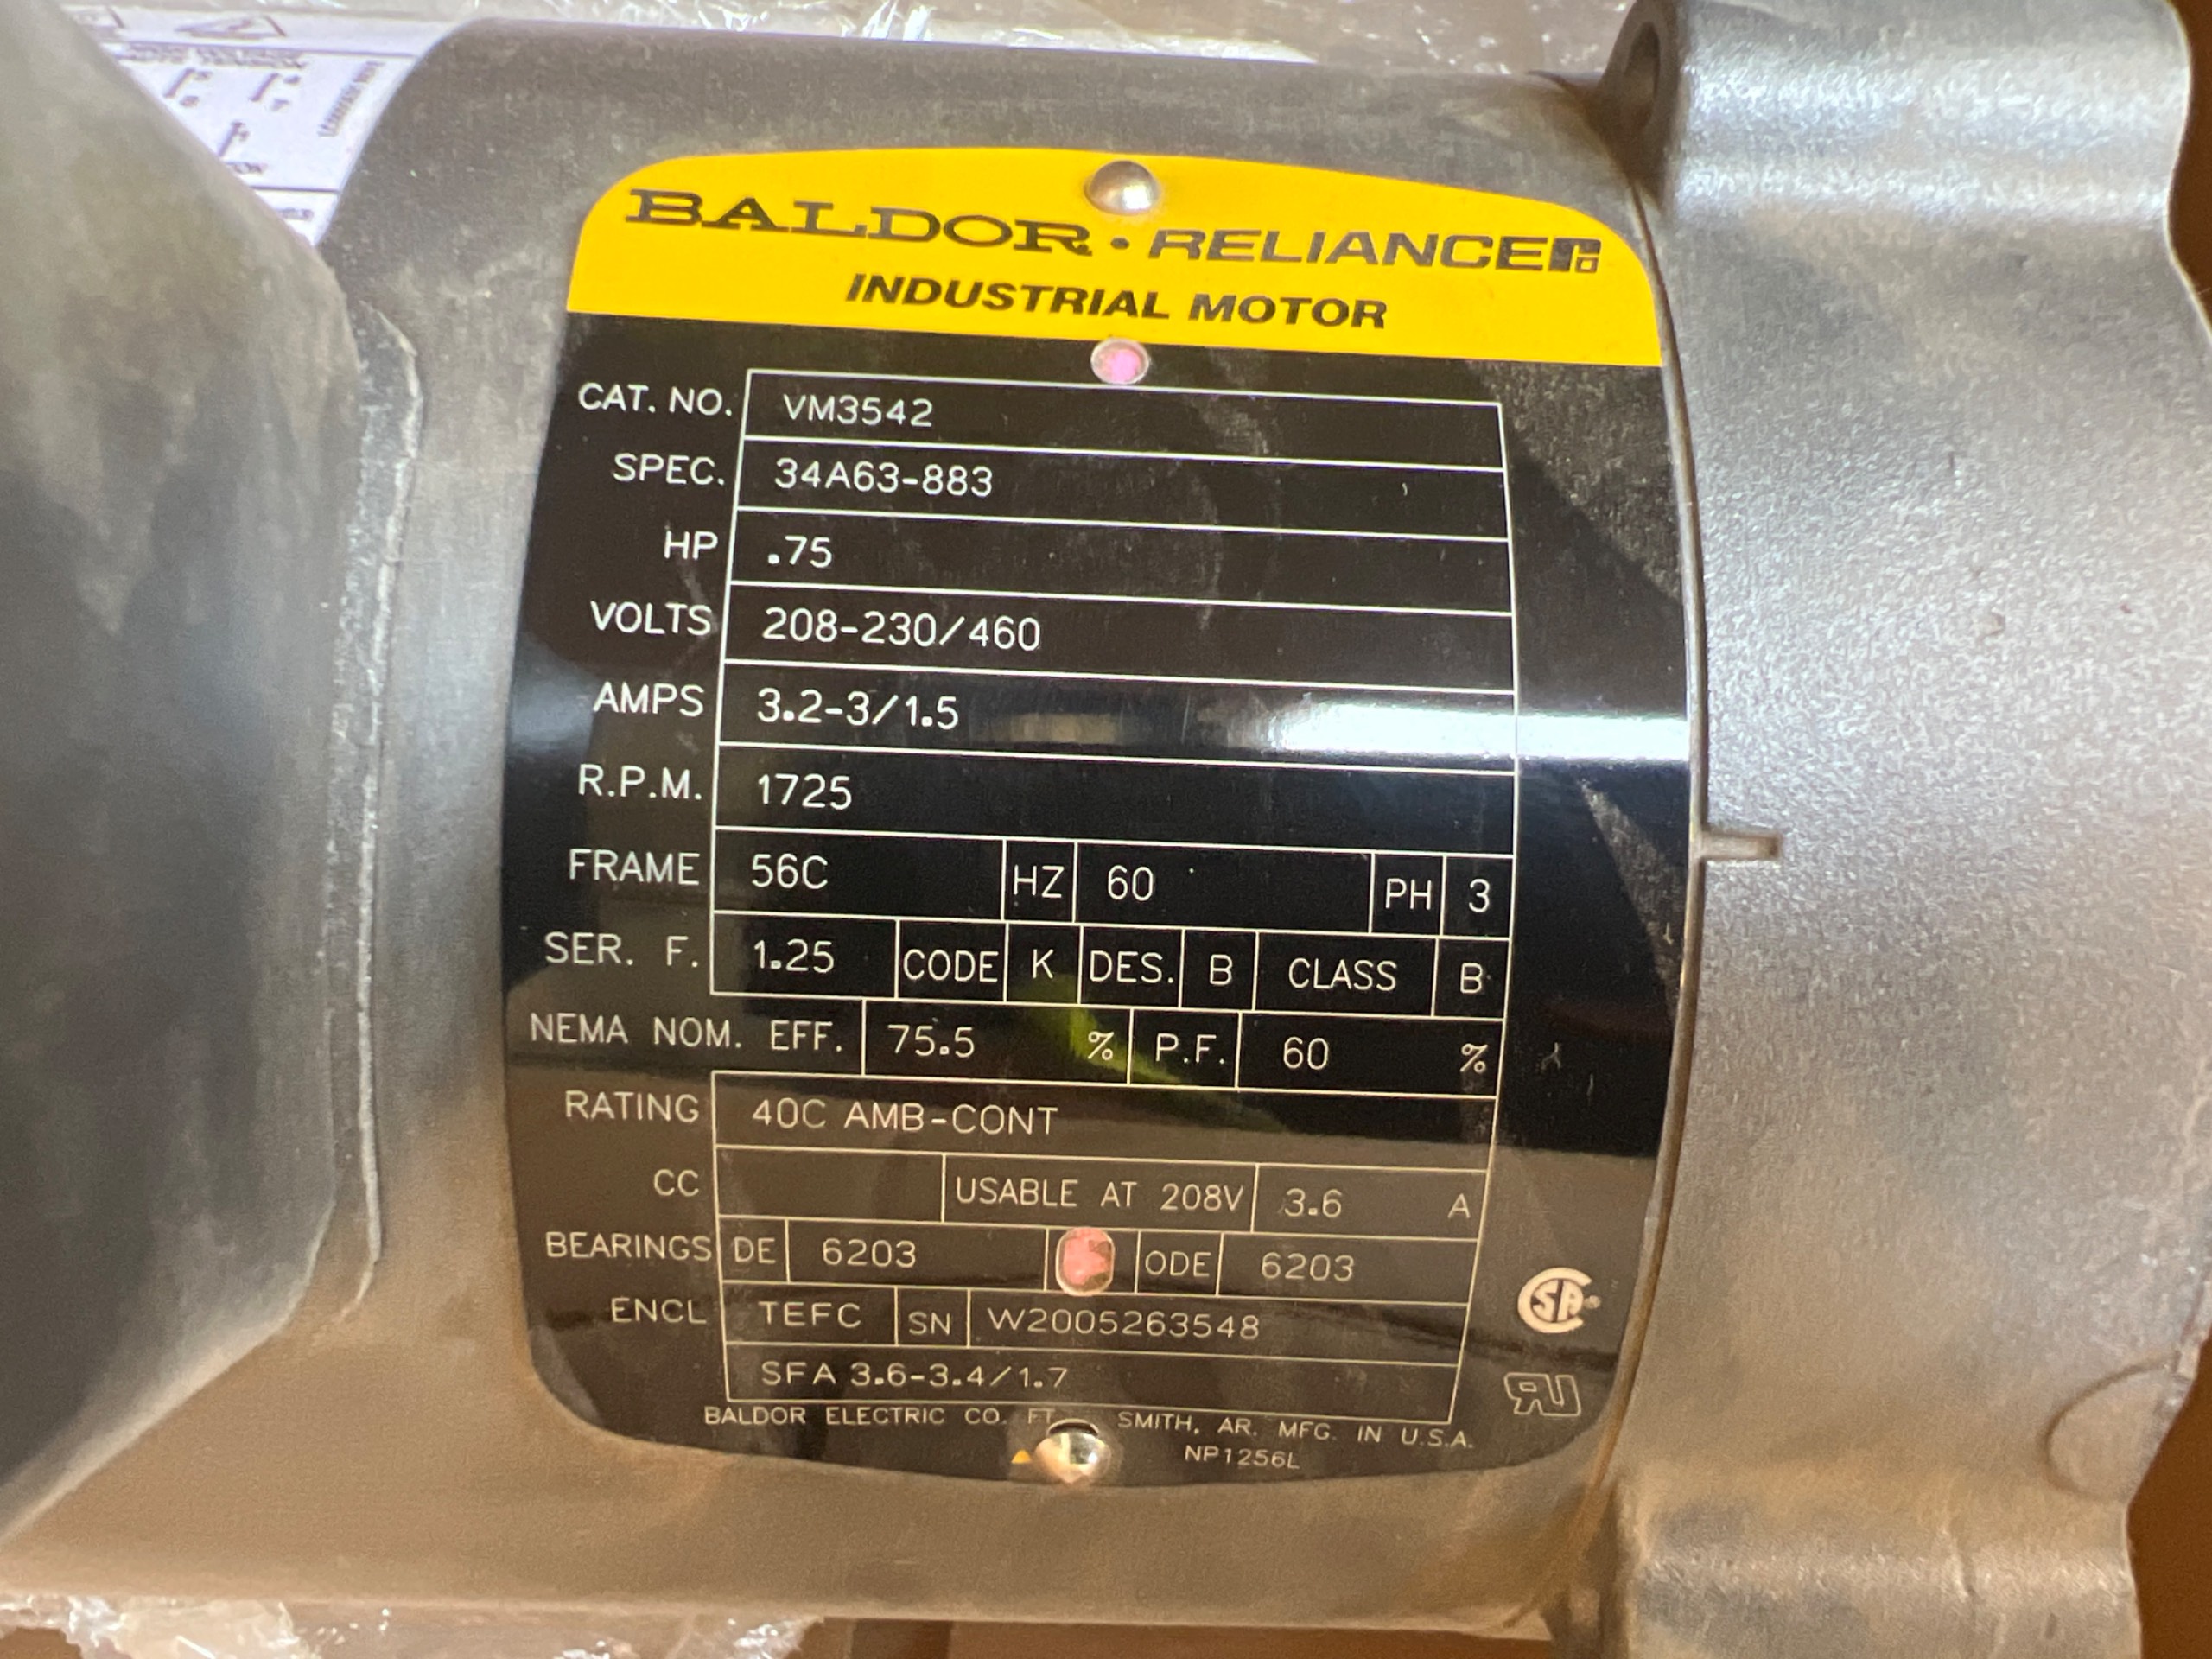 BALDOR • RELIANCE
INDUSTRIAL MOTOR
CAT. NO. VM3542
SPEC. 34A63-883
HP .75
VOLTS 208-230/460
AMPS 3.2-3/1.5
R.P.M. 1725
FRAME 56C HZ 60 PH 3
SER. F. 1.25 CODE K DES. B CLASS B
NEMA NOM. EFF. 75.5 % P.F. 60 %
RATING 40C AMB-CONT
CC USABLE AT 208V 3.6 A
BEARINGS DE 6203 ODE 6203
ENCL TEFC SN W2005263548
SFA 3.6-3.4/1.7
BALDOR ELECTRIC CO. FT. SMITH, AR. MFG. IN U.S.A.
NP1256L